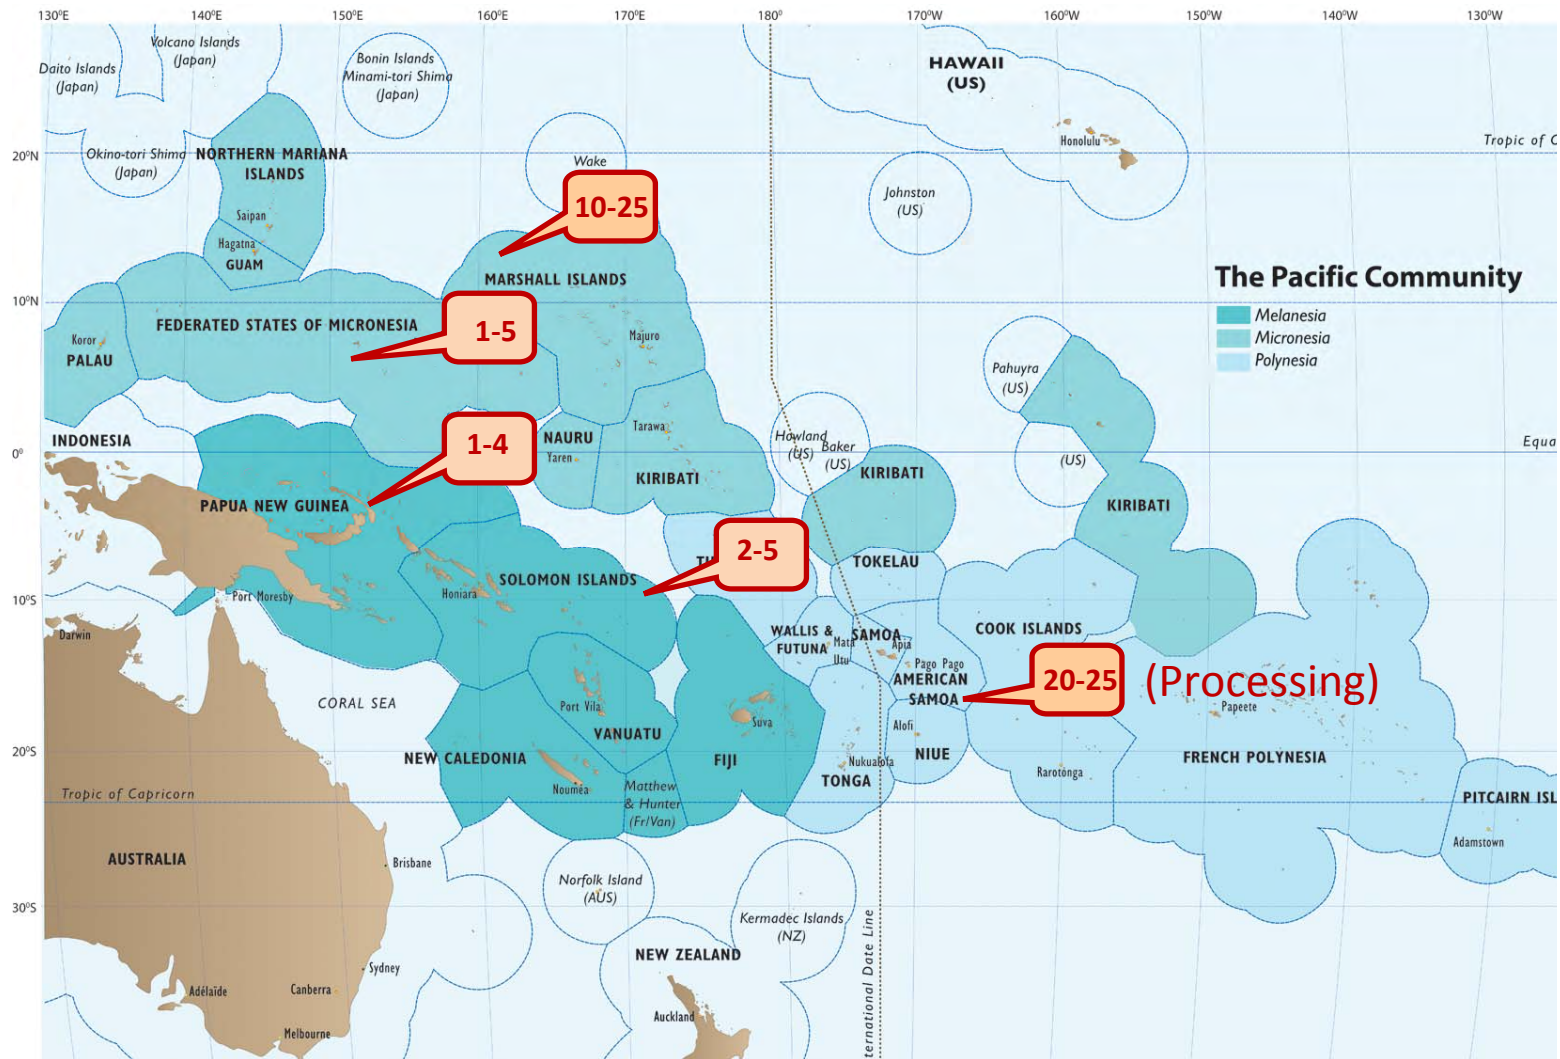 130°E 140°E 150°E 160°E 170°E 180° 170°W 160°W 150°W 140°W 130°W
Volcano Islands
(Japan)
Daito Islands
(Japan)
Bonin Islands
Minami-tori Shima
(Japan)
HAWAII
(US)
Honolulu
Tropic of C
20°N
Okino-tori Shima
(Japan)
NORTHERN MARIANA
ISLANDS
Saipan
Hagatna
GUAM
Wake
10-25
Johnston
(US)
MARSHALL ISLANDS
Majuro
The Pacific Community
Melanesia
Micronesia
Polynesia
10°N
FEDERATED STATES OF MICRONESIA
1-5
Koror
PALAU
Pahuyra
(US)
INDONESIA
0°
1-4
NAURU
Yaren
Tarawa
KIRIBATI
Howland
(US)
Baker
(US)
KIRIBATI
(US)
KIRIBATI
Equa
PAPUA NEW GUINEA
2-5
TOKELAU
SOLOMON ISLANDS
Honiara
10°S
Port Moresby
Darwin
WALLIS &
FUTUNA
Mata
Utu
SAMOA
Apia
Pago Pago
AMERICAN
SAMOA
COOK ISLANDS
20-25
(Processing)
CORAL SEA
Port Vila
VANUATU
Suva
FIJI
Alofi
NIUE
Papeete
FRENCH POLYNESIA
20°S
NEW CALEDONIA
Nouméa
Matthew
& Hunter
(Fr/Van)
Nukualofa
TONGA
Rarotonga
Tropic of Capricorn
PITCAIRN ISL
Adamstown
AUSTRALIA
Brisbane
Norfolk Island
(AUS)
Kermadec Islands
(NZ)
30°S
NEW ZEALAND
Auckland
Sydney
Adélaïde
Canberra
Melbourne
ternational Date Line